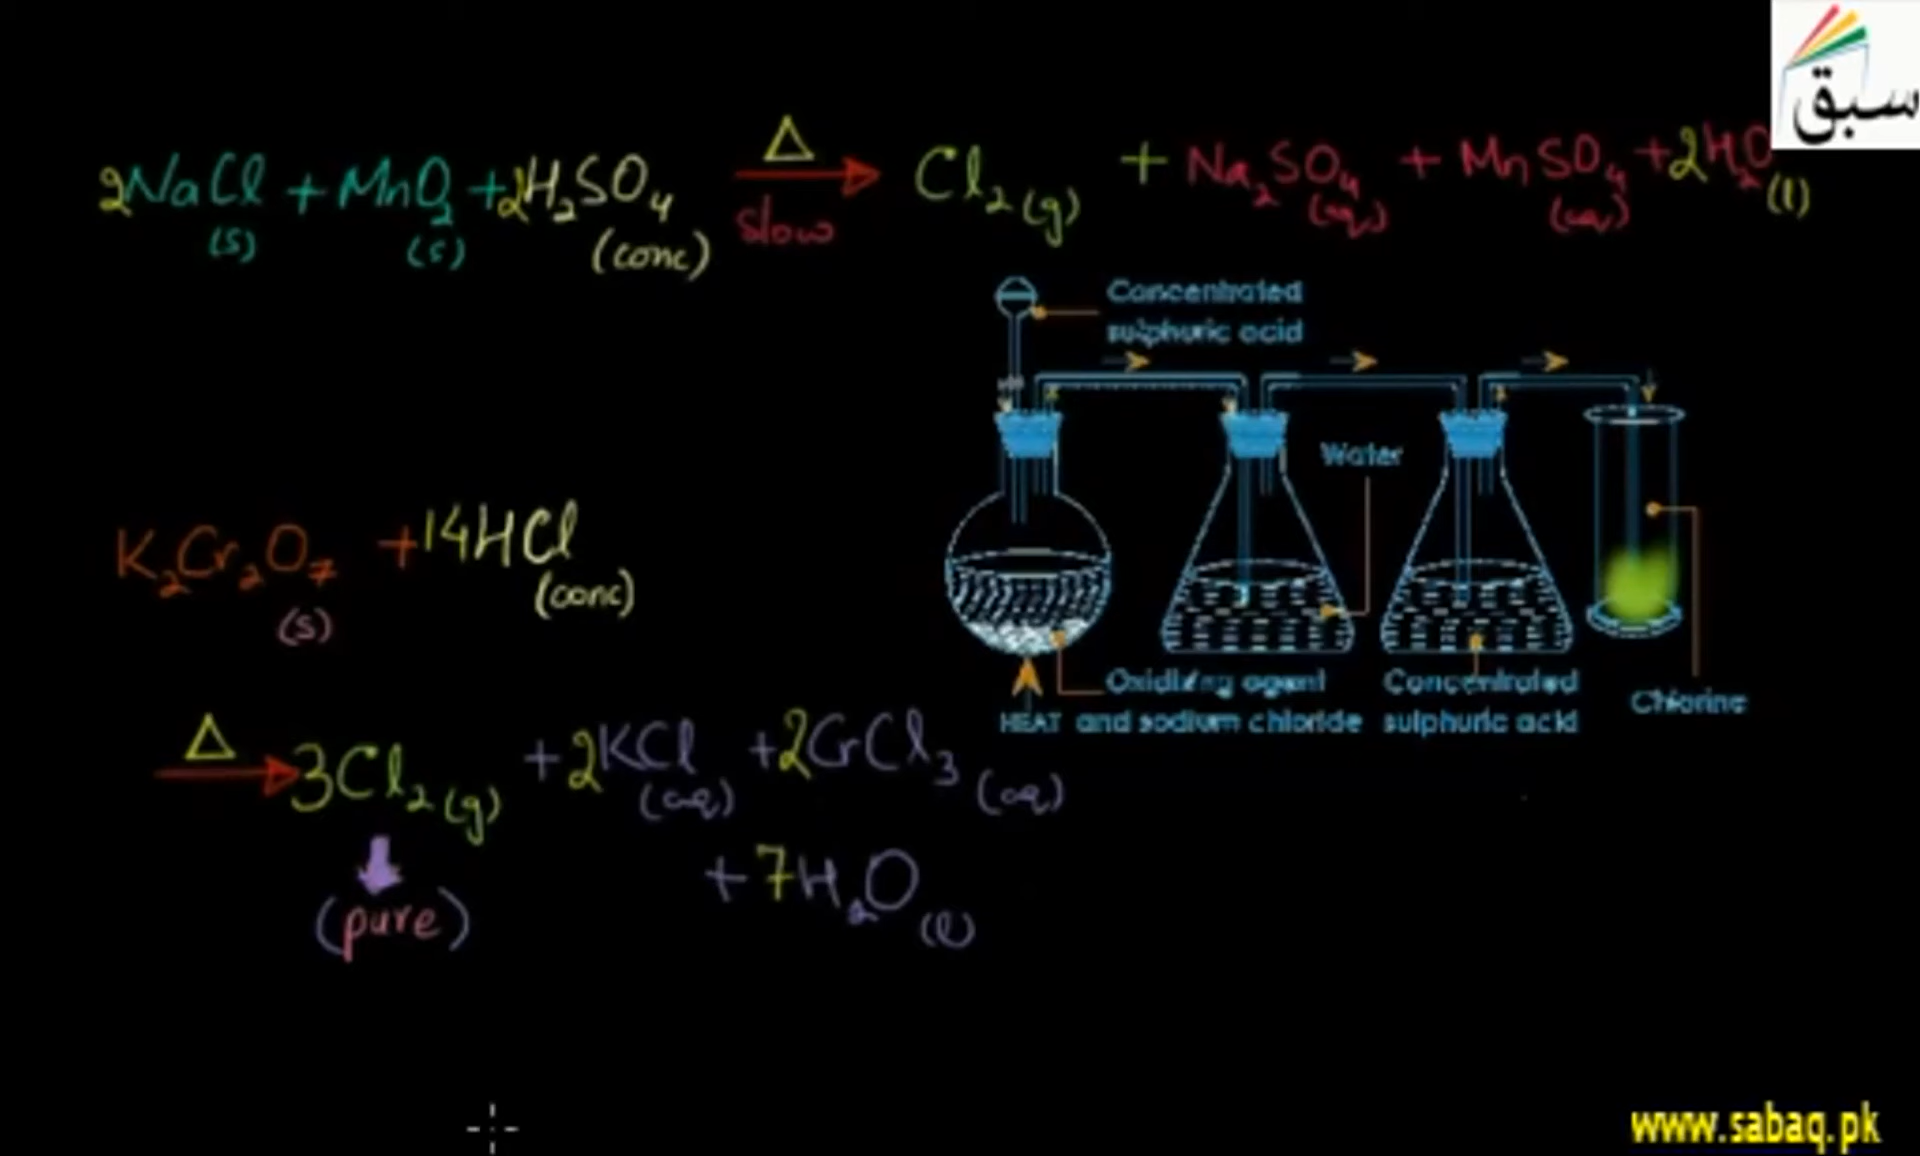 سبق
2NaCl(s) + MnO₂(s) + 2H₂SO₄(conc) Δ slow → Cl₂(g) + Na₂SO₄(aq) + MnSO₄(aq) + 2H₂O(l)
Concentrated
sulphuric acid
Water
K₂Cr₂O₇(s) + 14HCl(conc)
Oxidizing agent
and sodium chloride
HEAT
Concentrated
sulphuric acid
Chlorine
Δ → 3Cl₂(g) + 2KCl(aq) + 2CrCl₃(aq)
+ 7H₂O(l)
(pure)
www.sabaq.pk